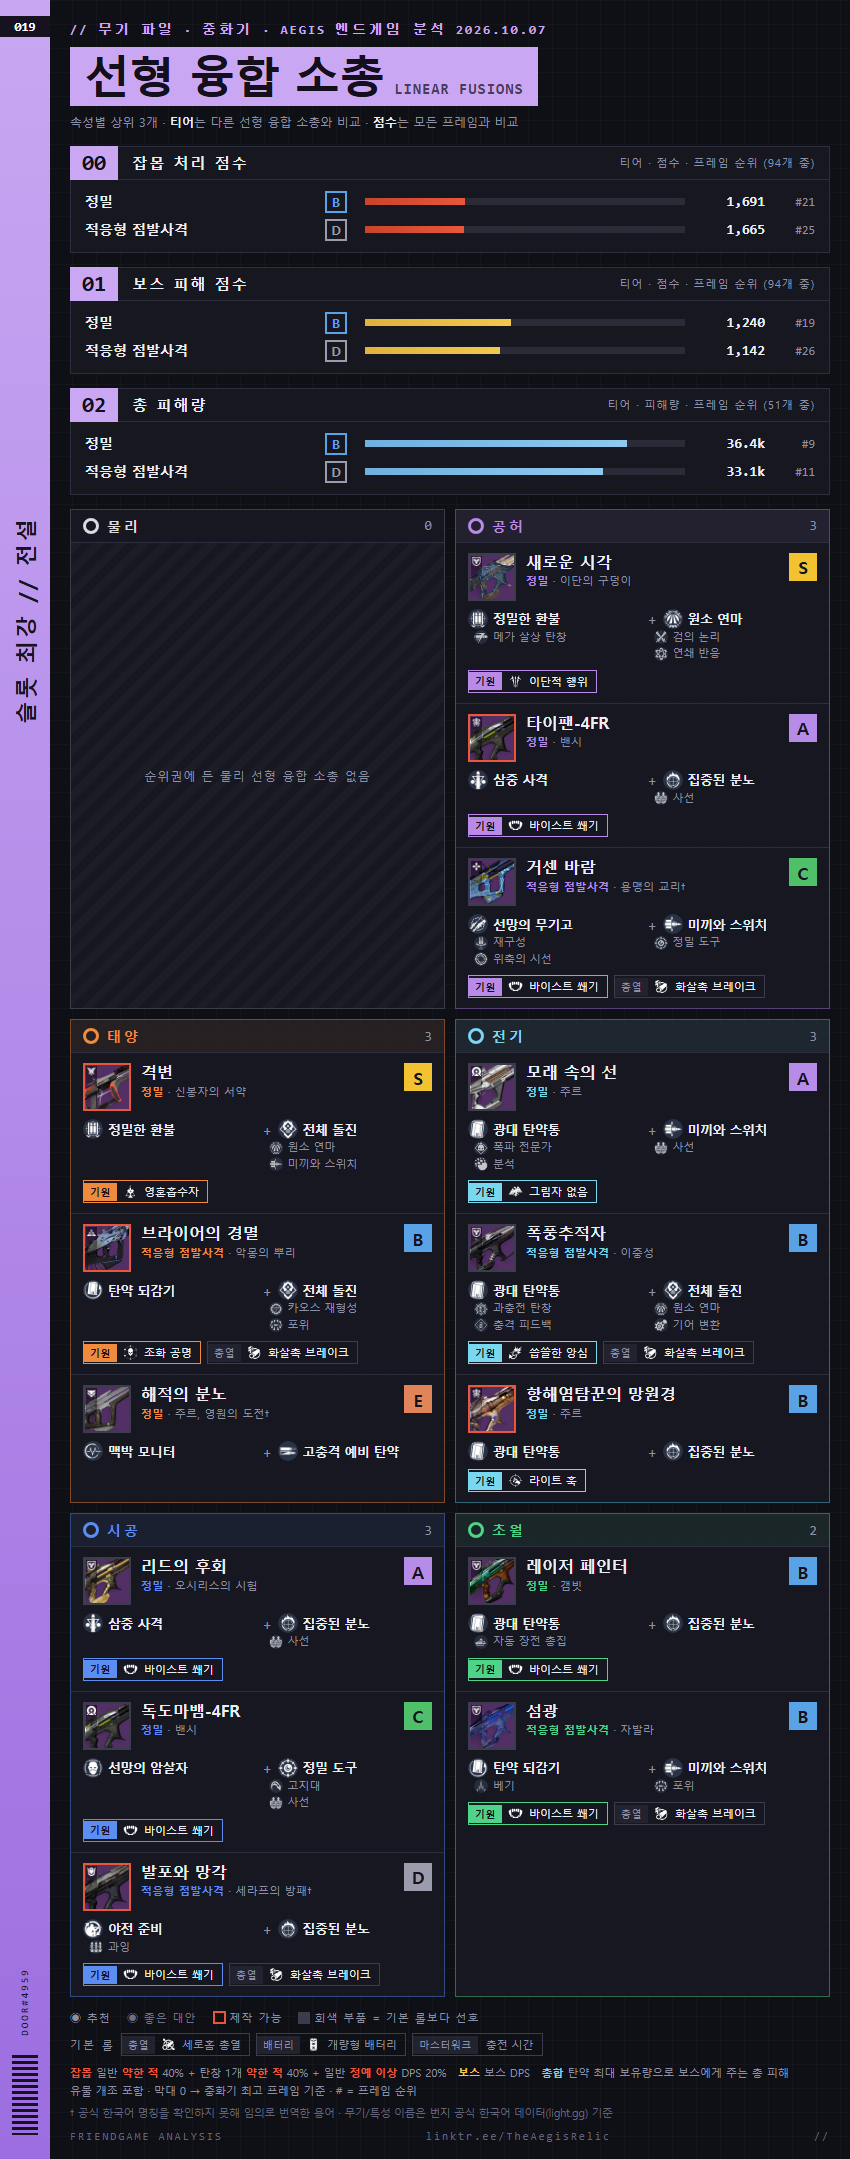 019
// 무기 파일 · 중화기 · AEGIS 엔드게임 분석 2026.10.07
선형 융합 소총 LINEAR FUSIONS
속성별 상위 3개 · 티어는 다른 선형 융합 소총와 비교 · 점수는 모든 프레임과 비교
00 잡몹 처리 점수 티어 · 점수 · 프레임 순위 (94개 중)
정밀 B 1,691 #21
적응형 점발사격 D 1,665 #25
01 보스 피해 점수 티어 · 점수 · 프레임 순위 (94개 중)
정밀 B 1,240 #19
적응형 점발사격 D 1,142 #26
02 총 피해량 티어 · 피해량 · 프레임 순위 (51개 중)
정밀 B 36.4k #9
적응형 점발사격 D 33.1k #11
슬롯 최강 // 전설
물리 0
순위권에 든 물리 선형 융합 소총 없음
공허 3
새로운 시각 S
정밀 · 이단의 구덩이
정밀한 환불 + 원소 연마
메가 살상 탄창 검의 논리
연쇄 반응
기원 이단적 행위
타이팬-4FR A
정밀 · 밴시
삼중 사격 + 집중된 분노
사선
기원 바이스트 쐐기
거센 바람 C
적응형 점발사격 · 용맹의 교리†
선망의 무기고 + 미끼와 스위치
재구성 정밀 도구
위축의 시선
기원 바이스트 쐐기 총열 화살촉 브레이크
태양 3
격변 S
정밀 · 신봉자의 서약
정밀한 환불 + 전체 돌진
원소 연마
미끼와 스위치
기원 영혼흡수자
브라이어의 경멸 B
적응형 점발사격 · 악몽의 뿌리
탄약 되감기 + 전체 돌진
카오스 재형성
포위
기원 조화 공명 총열 화살촉 브레이크
해적의 분노 E
정밀 · 주르, 영원의 도전†
맥박 모니터 + 고충격 예비 탄약
전기 3
모래 속의 선 A
정밀 · 주르
광대 탄약통 + 미끼와 스위치
폭파 전문가 사선
분석
기원 그림자 없음
폭풍추적자 B
적응형 점발사격 · 이중성
광대 탄약통 + 전체 돌진
과충전 탄창 원소 연마
충격 피드백 기어 변환
기원 씁쓸한 앙심 총열 화살촉 브레이크
항해염탐꾼의 망원경 B
정밀 · 주르
광대 탄약통 + 집중된 분노
기원 라이트 훅
시공 3
리드의 후회 A
정밀 · 오시리스의 시험
삼중 사격 + 집중된 분노
사선
기원 바이스트 쐐기
독도마뱀-4FR C
정밀 · 밴시
선망의 암살자 + 정밀 도구
고지대
사선
기원 바이스트 쐐기
발포와 망각 D
적응형 점발사격 · 세라프의 방패†
야전 준비 + 집중된 분노
과잉
기원 바이스트 쐐기 총열 화살촉 브레이크
초월 2
레이저 페인터 B
정밀 · 갬빗
광대 탄약통 + 집중된 분노
자동 장전 총집
기원 바이스트 쐐기
섬광 B
적응형 점발사격 · 자발라
탄약 되감기 + 미끼와 스위치
베기 포위
기원 바이스트 쐐기 총열 화살촉 브레이크
DOOR#4959
추천 좋은 대안 제작 가능 회색 부품 = 기본 롤보다 선호
기본 롤 총열 세로홈 총열 배터리 개량형 배터리 마스터워크 충전 시간
잡몹 일반 약한 적 40% + 탄창 1개 약한 적 40% + 일반 정예 이상 DPS 20% 보스 보스 DPS 총합 탄약 최대 보유량으로 보스에게 주는 총 피해
유물 개조 포함 · 막대 0 → 중화기 최고 프레임 기준 · # = 프레임 순위
† 공식 한국어 명칭을 확인하지 못해 임의로 번역한 용어 · 무기/특성 이름은 번지 공식 한국어 데이터(light.gg) 기준
FRIENDGAME ANALYSIS linktr.ee/TheAegisRelic //